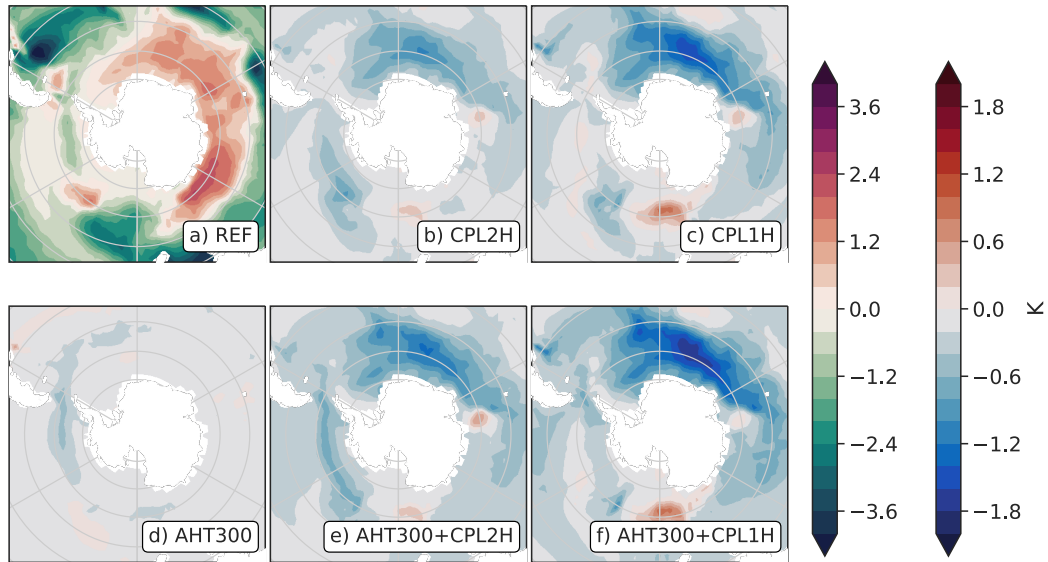 a) REF
b) CPL2H
c) CPL1H
d) AHT300
e) AHT300+CPL2H
f) AHT300+CPL1H
3.6
2.4
1.2
0.0
−1.2
−2.4
−3.6
1.8
1.2
0.6
0.0
−0.6
−1.2
−1.8
K